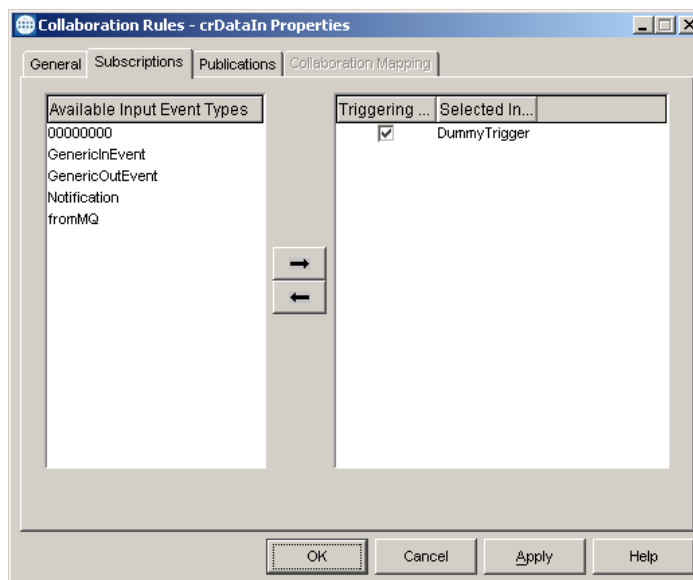 Collaboration Rules - crDataIn Properties
General Subscriptions Publications Collaboration Mapping
Available Input Event Types
00000000
GenericInEvent
GenericOutEvent
Notification
fromMQ
Triggering ... Selected In...
DummyTrigger
OK Cancel Apply Help